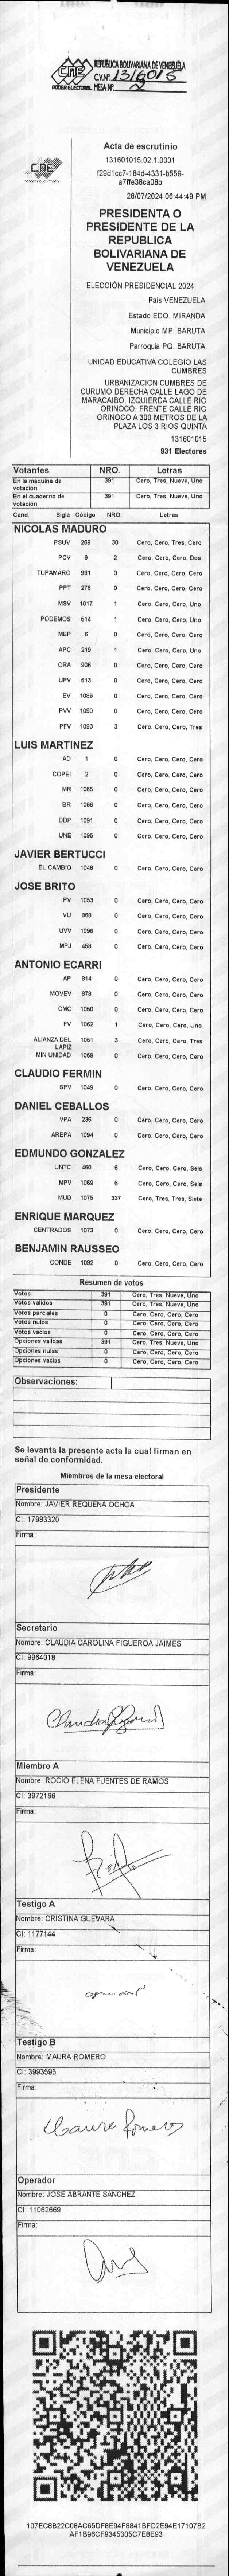 CNE
PODER ELECTORAL
REPÚBLICA BOLIVARIANA DE VENEZUELA
C.V.Nº 131601015
MESA Nº 2
CNE
Acta de escrutinio
131601015.02.1.0001
f29d1cc7-184d-4331-b559-
a7ffe38ca08b
28/07/2024 06:44:49 PM
PRESIDENTA O
PRESIDENTE DE LA
REPUBLICA
BOLIVARIANA DE
VENEZUELA
ELECCIÓN PRESIDENCIAL 2024
Pais VENEZUELA
Estado EDO. MIRANDA
Municipio MP. BARUTA
Parroquia PQ. BARUTA
UNIDAD EDUCATIVA COLEGIO LAS
CUMBRES
URBANIZACION CUMBRES DE
CURUMO DERECHA CALLE LAGO DE
MARACAIBO. IZQUIERDA CALLE RIO
ORINOCO. FRENTE CALLE RIO
ORINOCO A 300 METROS DE LA
PLAZA LOS 3 RIOS QUINTA
131601015
931 Electores
Votantes NRO. Letras
En la máquina de votación 391 Cero, Tres, Nueve, Uno
En el cuaderno de votación 391 Cero, Tres, Nueve, Uno
Cand. Sigla Código NRO. Letras
NICOLAS MADURO
PSUV 269 30 Cero, Cero, Tres, Cero
PCV 9 2 Cero, Cero, Cero, Dos
TUPAMARO 931 0 Cero, Cero, Cero, Cero
PPT 276 0 Cero, Cero, Cero, Cero
MSV 1017 1 Cero, Cero, Cero, Uno
PODEMOS 514 1 Cero, Cero, Cero, Uno
MEP 6 0 Cero, Cero, Cero, Cero
APC 219 1 Cero, Cero, Cero, Uno
ORA 906 0 Cero, Cero, Cero, Cero
UPV 513 0 Cero, Cero, Cero, Cero
EV 1089 0 Cero, Cero, Cero, Cero
PVV 1090 0 Cero, Cero, Cero, Cero
PFV 1093 3 Cero, Cero, Cero, Tres
LUIS MARTINEZ
AD 1 0 Cero, Cero, Cero, Cero
COPEI 2 0 Cero, Cero, Cero, Cero
MR 1065 0 Cero, Cero, Cero, Cero
BR 1066 0 Cero, Cero, Cero, Cero
DDP 1091 0 Cero, Cero, Cero, Cero
UNE 1096 0 Cero, Cero, Cero, Cero
JAVIER BERTUCCI
EL CAMBIO 1048 0 Cero, Cero, Cero, Cero
JOSE BRITO
PV 1053 0 Cero, Cero, Cero, Cero
VU 868 0 Cero, Cero, Cero, Cero
UVV 1096 0 Cero, Cero, Cero, Cero
MPJ 458 0 Cero, Cero, Cero, Cero
ANTONIO ECARRI
AP 814 0 Cero, Cero, Cero, Cero
MOVEV 979 0 Cero, Cero, Cero, Cero
CMC 1050 0 Cero, Cero, Cero, Cero
FV 1062 1 Cero, Cero, Cero, Uno
ALIANZA DEL LAPIZ 1051 3 Cero, Cero, Cero, Tres
MIN UNIDAD 1068 0 Cero, Cero, Cero, Cero
CLAUDIO FERMIN
SPV 1049 0 Cero, Cero, Cero, Cero
DANIEL CEBALLOS
VPA 236 0 Cero, Cero, Cero, Cero
AREPA 1094 0 Cero, Cero, Cero, Cero
EDMUNDO GONZALEZ
UNTC 460 6 Cero, Cero, Cero, Seis
MPV 1069 6 Cero, Cero, Cero, Seis
MUD 1075 337 Cero, Tres, Tres, Siete
ENRIQUE MARQUEZ
CENTRADOS 1073 0 Cero, Cero, Cero, Cero
BENJAMIN RAUSSEO
CONDE 1092 0 Cero, Cero, Cero, Cero
Resumen de votos
Votos 391 Cero, Tres, Nueve, Uno
Votos validos 391 Cero, Tres, Nueve, Uno
Votos parciales 0 Cero, Cero, Cero, Cero
Votos nulos 0 Cero, Cero, Cero, Cero
Votos vacios 0 Cero, Cero, Cero, Cero
Opciones validas 391 Cero, Tres, Nueve, Uno
Opciones nulas 0 Cero, Cero, Cero, Cero
Opciones vacias 0 Cero, Cero, Cero, Cero
Observaciones:
Se levanta la presente acta la cual firman en
señal de conformidad.
Miembros de la mesa electoral
Presidente
Nombre: JAVIER REQUENA OCHOA
CI: 17983320
Firma:
Secretario
Nombre: CLAUDIA CAROLINA FIGUEROA JAIMES
CI: 9964018
Firma:
Miembro A
Nombre: ROCIO ELENA FUENTES DE RAMOS
CI: 3972166
Firma:
Testigo A
Nombre: CRISTINA GUEVARA
CI: 1177144
Firma:
Testigo B
Nombre: MAURA ROMERO
CI: 3993595
Firma:
Maura Romero
Operador
Nombre: JOSE ABRANTE SANCHEZ
CI: 11062669
Firma:
107EC8B22C08AC65DF8E94F8841BFD2E94E17107B2
AF1B96CF9345305C7E8E93